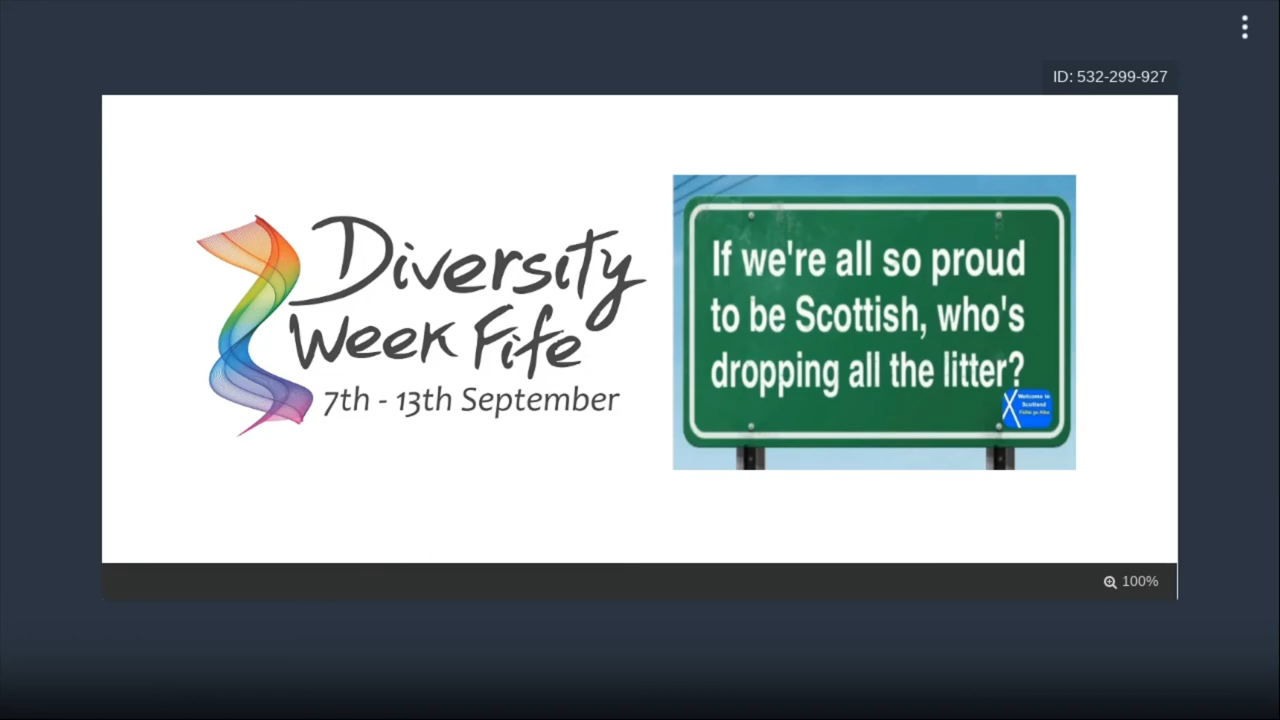 ID: 532-299-927
Diversity
Week Fife
7th - 13th September
If we're all so proud
to be Scottish, who's
dropping all the litter?
Welcome to
Scotland
100%